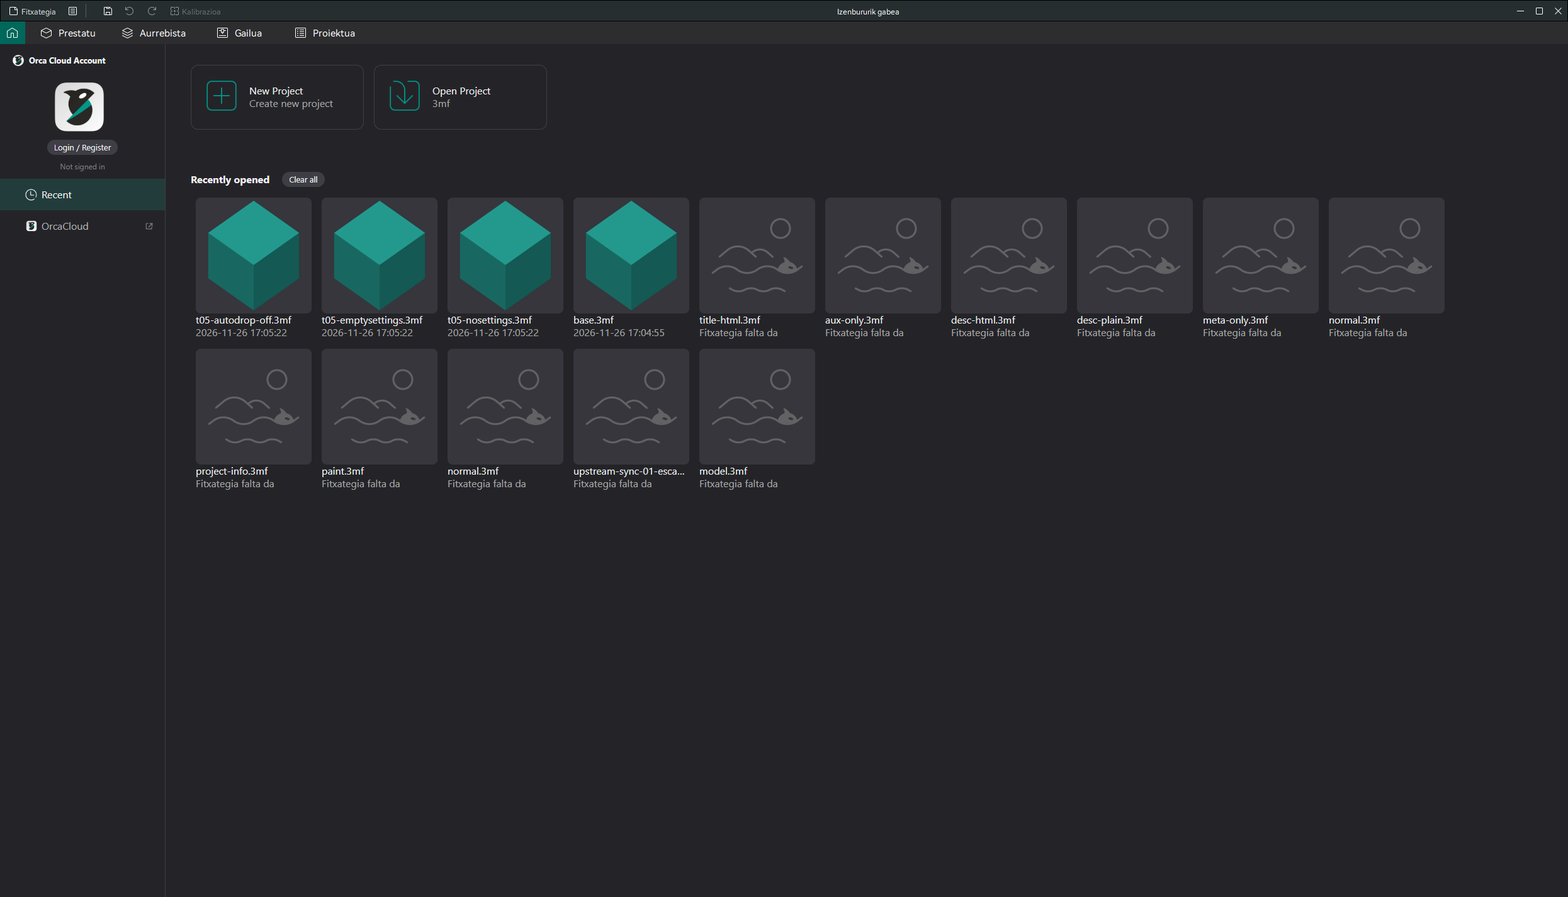 Fitxategia
Kalibrazioa
Izenbururik gabea
Prestatu
Aurrebista
Gailua
Proiektua
Orca Cloud Account
Login / Register
Not signed in
Recent
OrcaCloud
New Project
Create new project
Open Project
3mf
Recently opened
Clear all
t05-autodrop-off.3mf
2026-11-26 17:05:22
t05-emptysettings.3mf
2026-11-26 17:05:22
t05-nosettings.3mf
2026-11-26 17:05:22
base.3mf
2026-11-26 17:04:55
title-html.3mf
Fitxategia falta da
aux-only.3mf
Fitxategia falta da
desc-html.3mf
Fitxategia falta da
desc-plain.3mf
Fitxategia falta da
meta-only.3mf
Fitxategia falta da
normal.3mf
Fitxategia falta da
project-info.3mf
Fitxategia falta da
paint.3mf
Fitxategia falta da
normal.3mf
Fitxategia falta da
upstream-sync-01-esca...
Fitxategia falta da
model.3mf
Fitxategia falta da